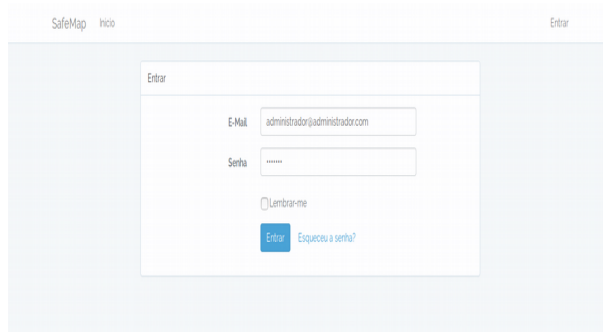 SafeMap Inicio Entrar
Entrar
E-Mail administrador@administrador.com
Senha •••••••
Lembrar-me
Entrar Esqueceu a senha?